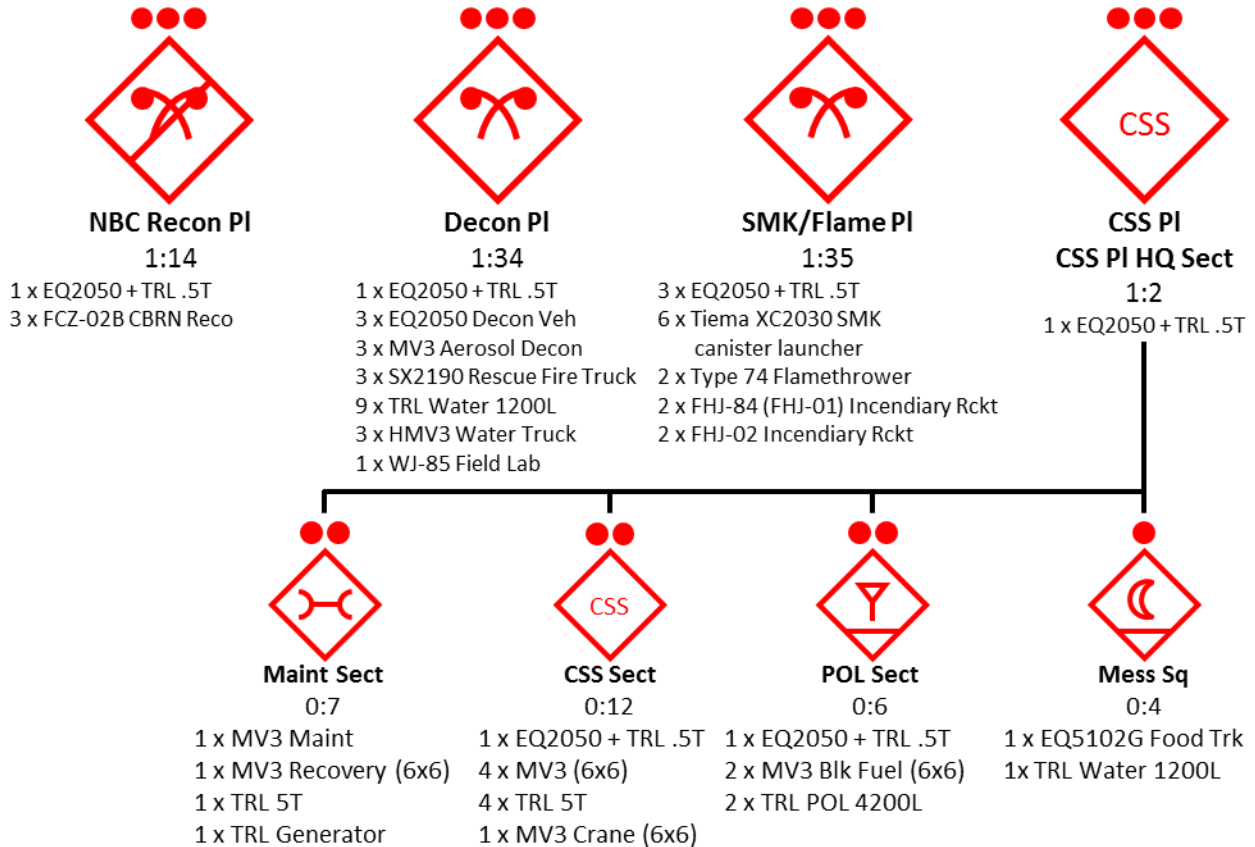 NBC Recon Pl
1:14
1 x EQ2050 + TRL .5T
3 x FCZ-02B CBRN Reco
Decon Pl
1:34
1 x EQ2050 + TRL .5T
3 x EQ2050 Decon Veh
3 x MV3 Aerosol Decon
3 x SX2190 Rescue Fire Truck
9 x TRL Water 1200L
3 x HMV3 Water Truck
1 x WJ-85 Field Lab
SMK/Flame Pl
1:35
3 x EQ2050 + TRL .5T
6 x Tiema XC2030 SMK
canister launcher
2 x Type 74 Flamethrower
2 x FHJ-84 (FHJ-01) Incendiary Rckt
2 x FHJ-02 Incendiary Rckt
CSS
CSS Pl
CSS Pl HQ Sect
1:2
1 x EQ2050 + TRL .5T
Maint Sect
0:7
1 x MV3 Maint
1 x MV3 Recovery (6x6)
1 x TRL 5T
1 x TRL Generator
CSS
CSS Sect
0:12
1 x EQ2050 + TRL .5T
4 x MV3 (6x6)
4 x TRL 5T
1 x MV3 Crane (6x6)
POL Sect
0:6
1 x EQ2050 + TRL .5T
2 x MV3 Blk Fuel (6x6)
2 x TRL POL 4200L
Mess Sq
0:4
1 x EQ5102G Food Trk
1x TRL Water 1200L